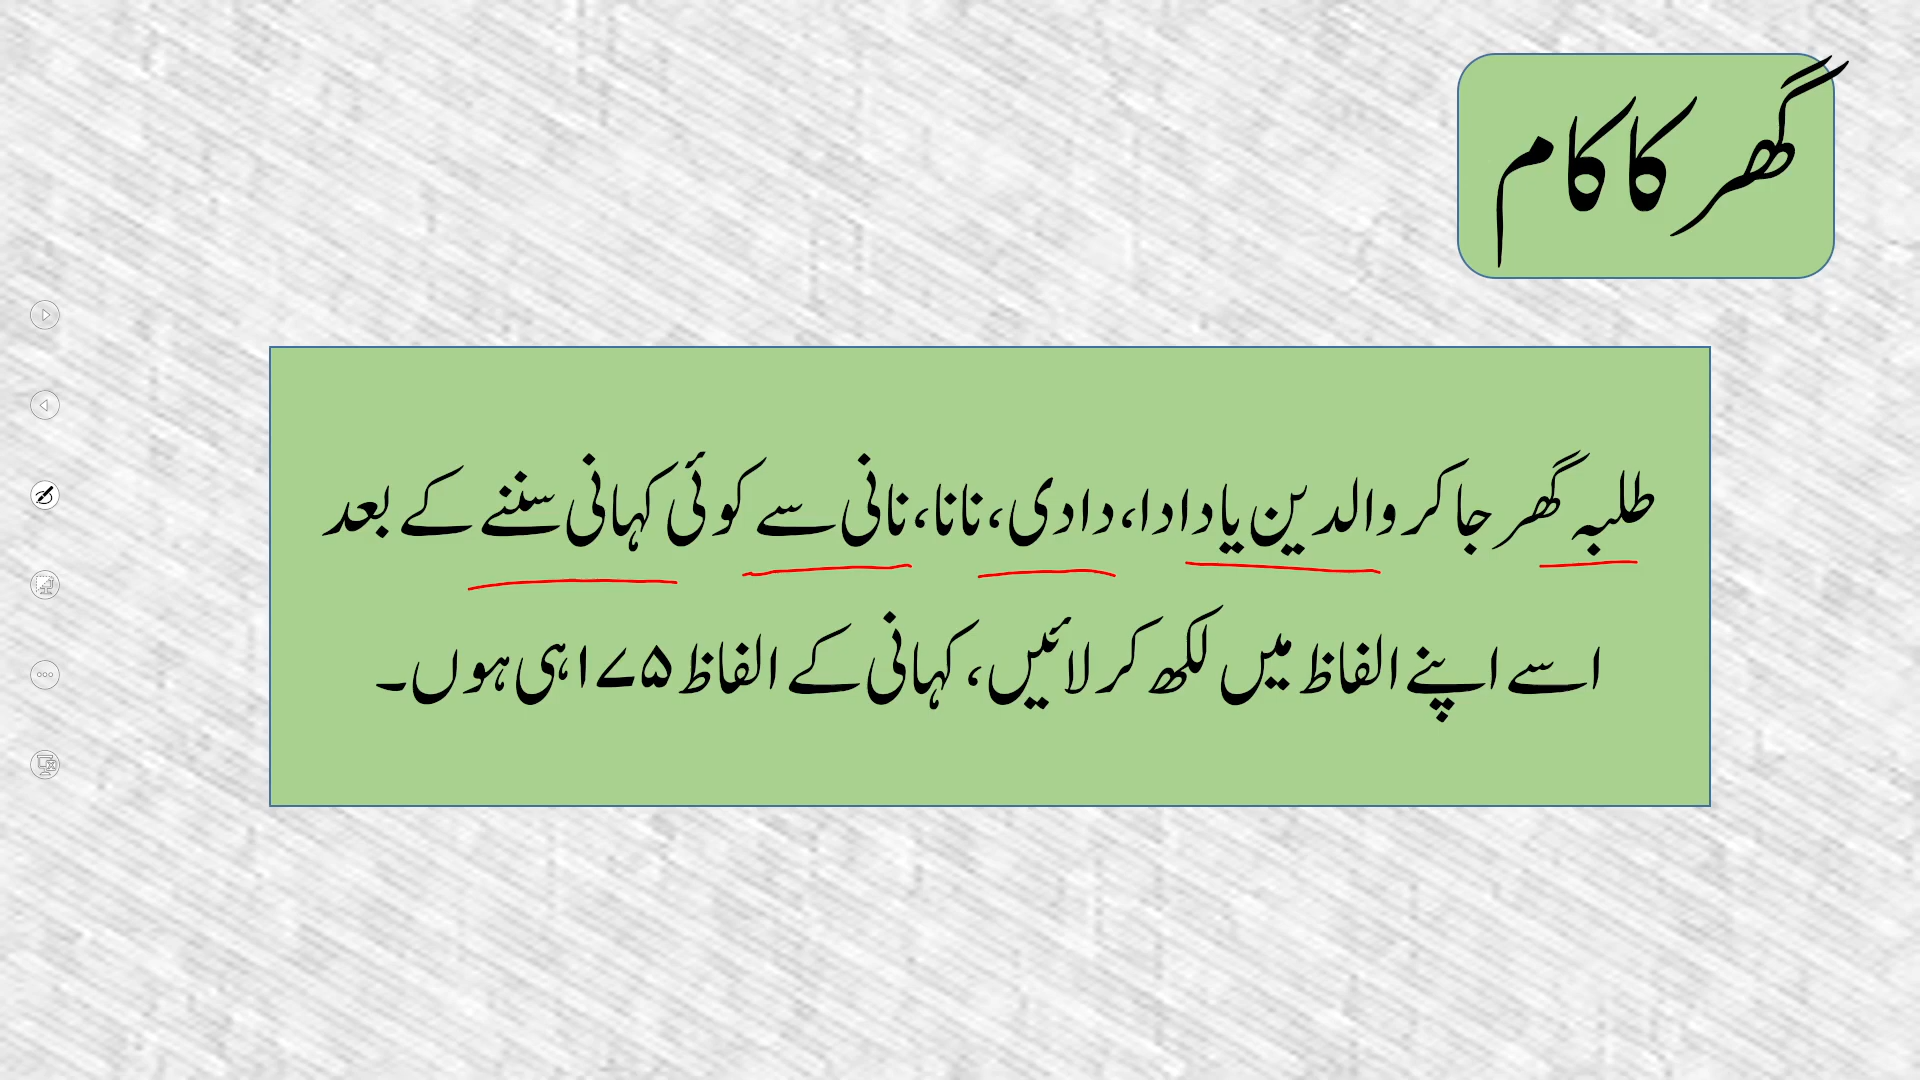 گھر کا کام
طلبہ گھر جا کر والدین یا دادا، دادی، نانا، نانی سے کوئی کہانی سننے کے بعد
اسے اپنے الفاظ میں لکھ کر لائیں، کہانی کے الفاظ ۱۷۵ ہی ہوں۔